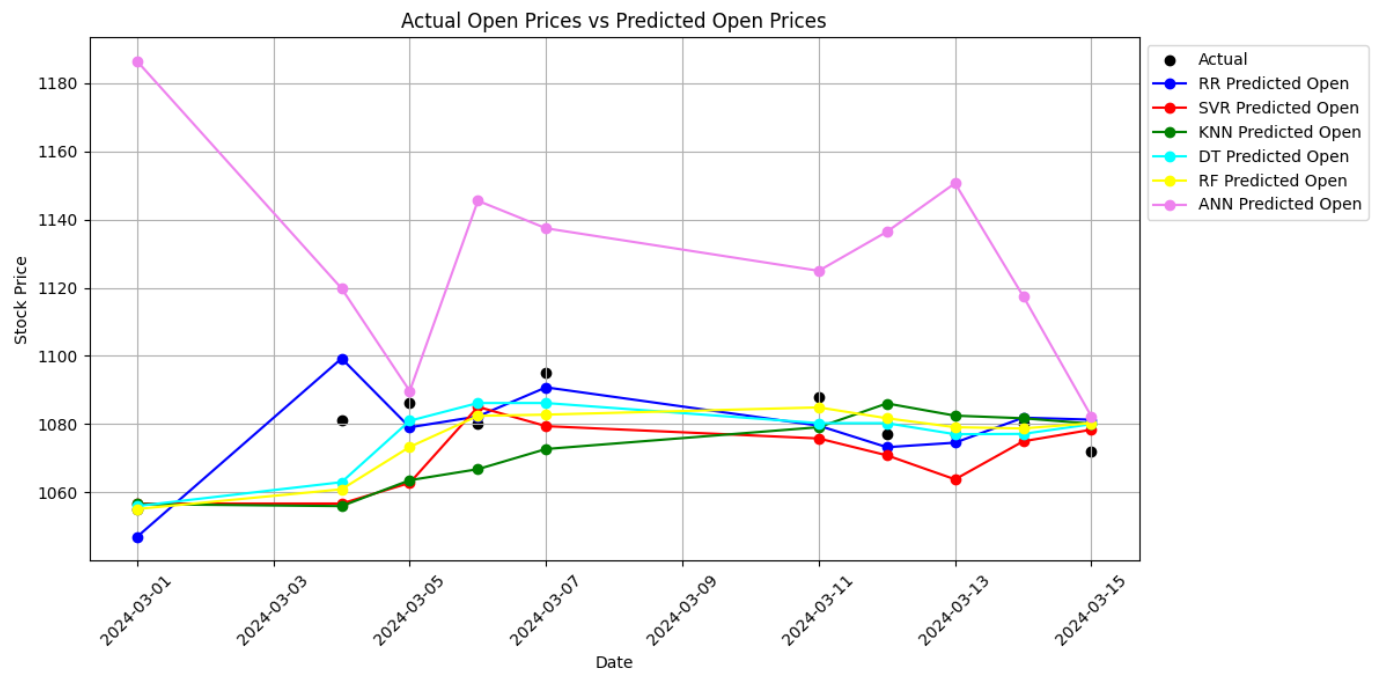 Actual Open Prices vs Predicted Open Prices
Stock Price
1180
1160
1140
1120
1100
1080
1060
2024-03-01
2024-03-03
2024-03-05
2024-03-07
2024-03-09
2024-03-11
2024-03-13
2024-03-15
Date
Actual
RR Predicted Open
SVR Predicted Open
KNN Predicted Open
DT Predicted Open
RF Predicted Open
ANN Predicted Open